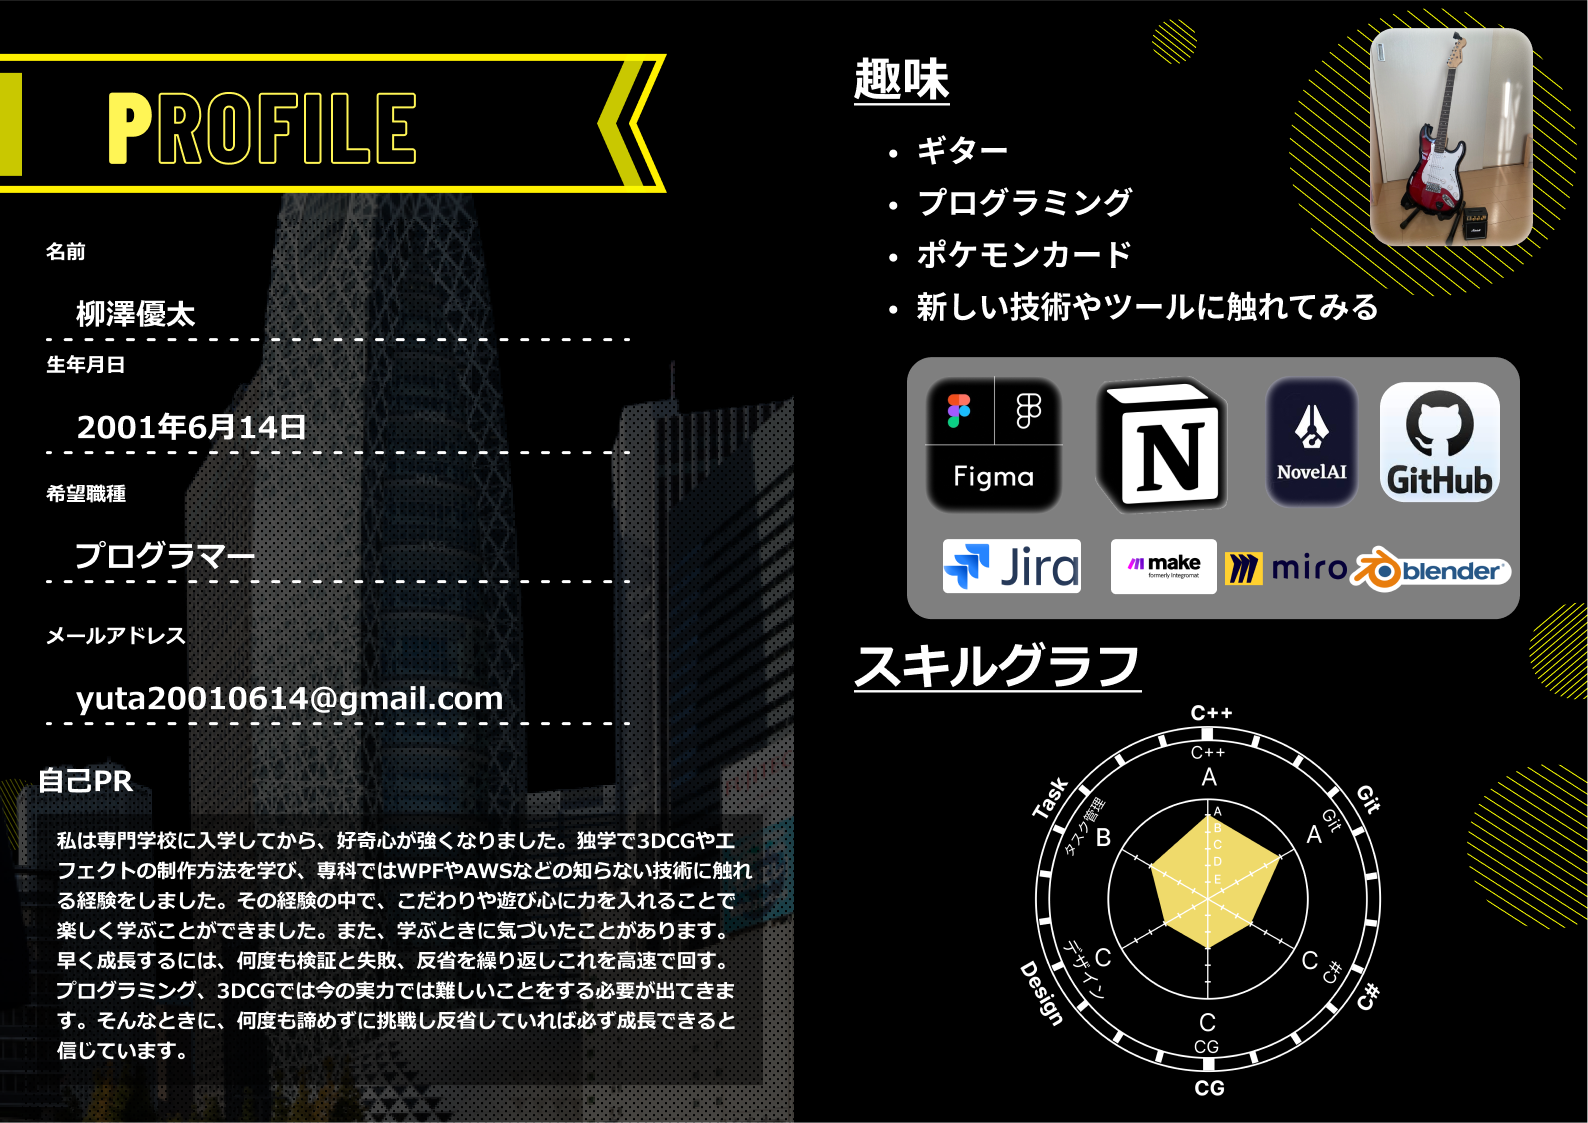 PROFILE
名前
柳澤優太
生年月日
2001年6月14日
希望職種
プログラマー
メールアドレス
yuta20010614@gmail.com
自己PR
私は専門学校に入学してから、好奇心が強くなりました。独学で3DCGやエ
フェクトの制作方法を学び、専科ではWPFやAWSなどの知らない技術に触れ
る経験をしました。その経験の中で、こだわりや遊び心に力を入れることで
楽しく学ぶことができました。また、学ぶときに気づいたことがあります。
早く成長するには、何度も検証と失敗、反省を繰り返しこれを高速で回す。
プログラミング、3DCGでは今の実力では難しいことをする必要が出てきま
す。そんなときに、何度も諦めずに挑戦し反省していれば必ず成長できると
信じています。
趣味
• ギター
• プログラミング
• ポケモンカード
• 新しい技術やツールに触れてみる
Figma
N
NovelAI
GitHub
Jira
make
formerly Integromat
miro
blender
スキルグラフ
C++
C++
A
Task
タスク管理
B
Git
Git
A
A
B
C
D
E
Design
デザイン
C
C
C#
C#
C
CG
CG